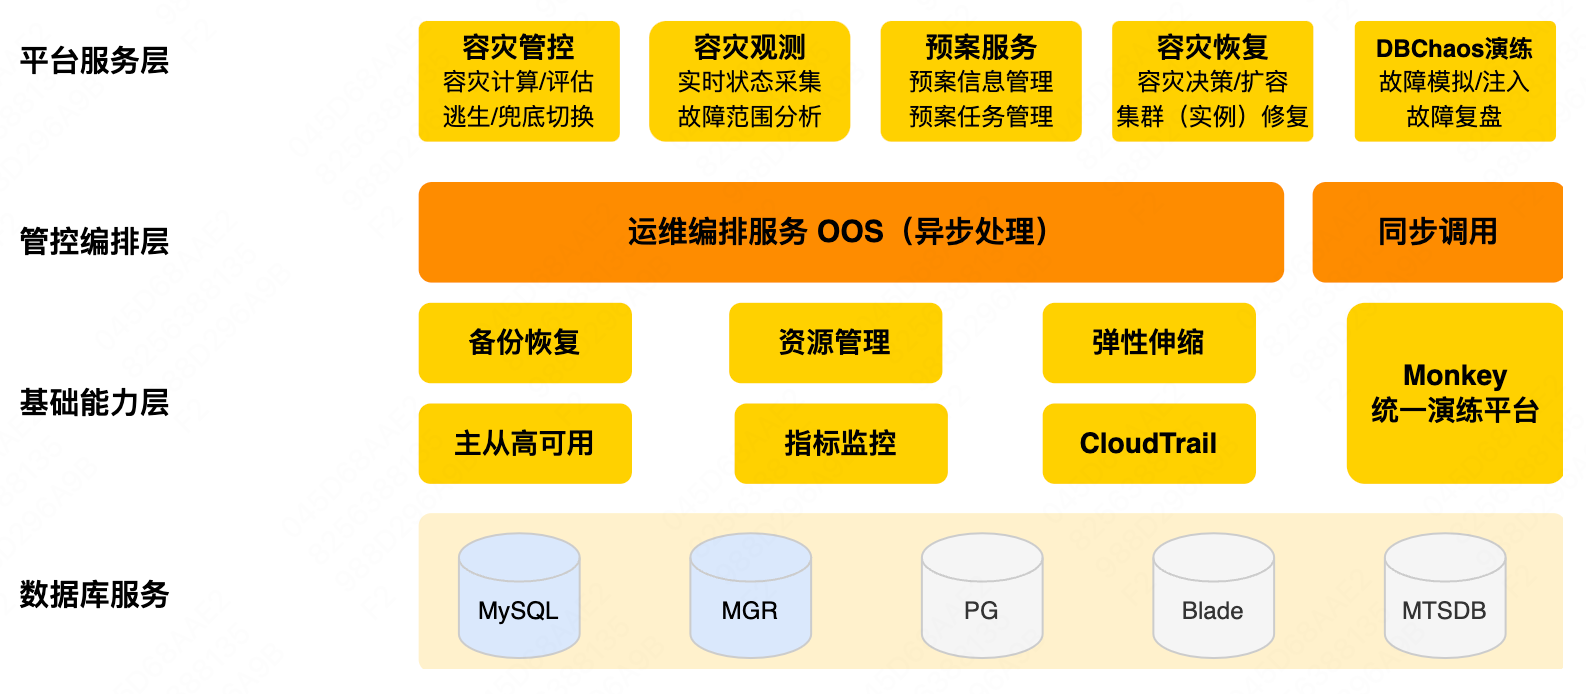 平台服务层
容灾管控
容灾计算/评估
逃生/兜底切换
容灾观测
实时状态采集
故障范围分析
预案服务
预案信息管理
预案任务管理
容灾恢复
容灾决策/扩容
集群（实例）修复
DBChaos演练
故障模拟/注入
故障复盘
管控编排层
运维编排服务 OOS（异步处理）
同步调用
基础能力层
备份恢复
资源管理
弹性伸缩
主从高可用
指标监控
CloudTrail
Monkey
统一演练平台
数据库服务
MySQL
MGR
PG
Blade
MTSDB